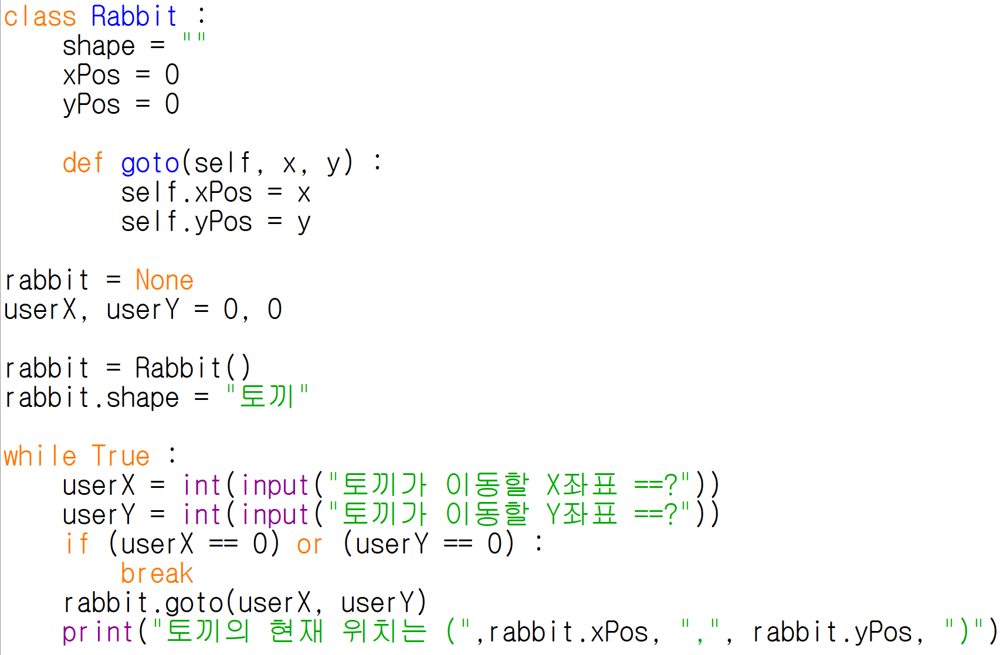 class Rabbit :
    shape = ""
    xPos = 0
    yPos = 0

    def goto(self, x, y) :
        self.xPos = x
        self.yPos = y

rabbit = None
userX, userY = 0, 0

rabbit = Rabbit()
rabbit.shape = "토끼"

while True :
    userX = int(input("토끼가 이동할 X좌표 ==?"))
    userY = int(input("토끼가 이동할 Y좌표 ==?"))
    if (userX == 0) or (userY == 0) :
        break
    rabbit.goto(userX, userY)
    print("토끼의 현재 위치는 (",rabbit.xPos, ",", rabbit.yPos, ")")